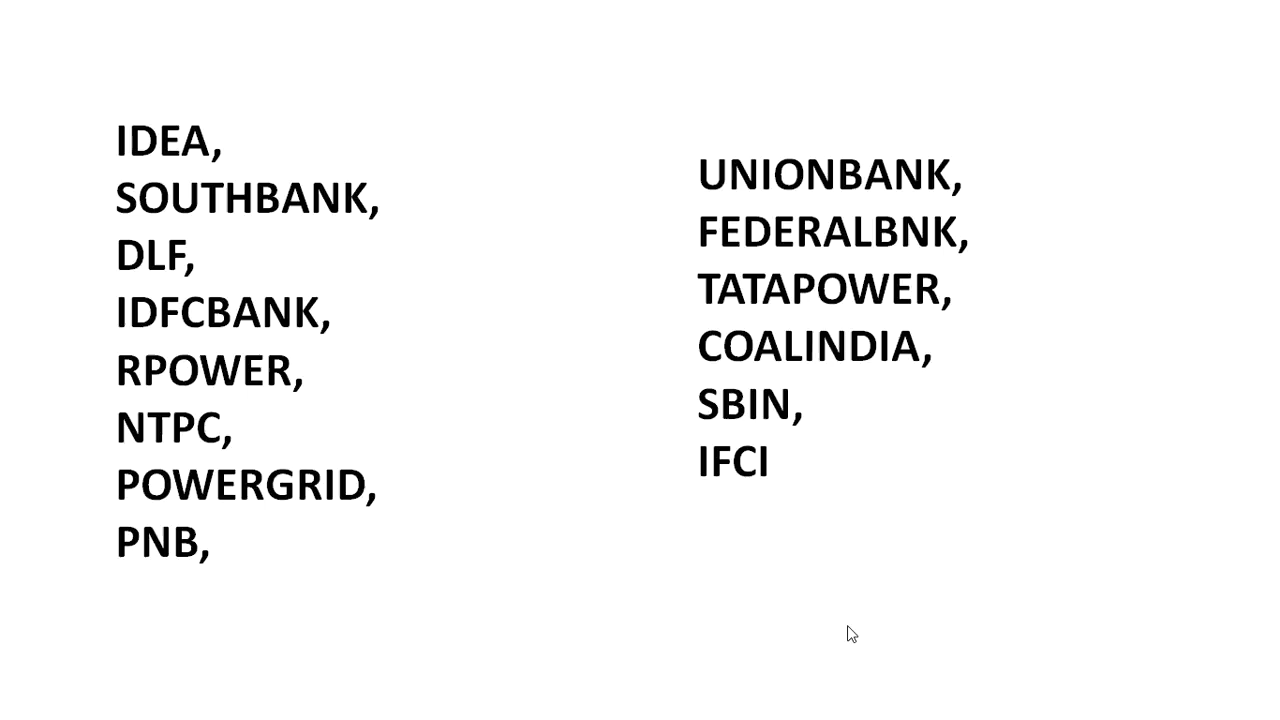 IDEA,
SOUTHBANK,
DLF,
IDFCBANK,
RPOWER,
NTPC,
POWERGRID,
PNB,
UNIONBANK,
FEDERALBNK,
TATAPOWER,
COALINDIA,
SBIN,
IFCI